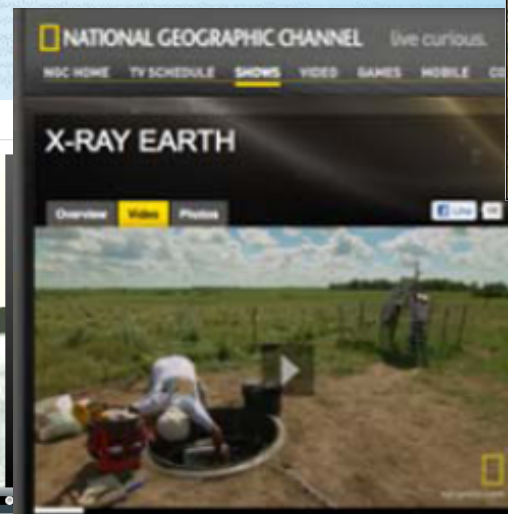 NATIONAL GEOGRAPHIC CHANNEL live curious.
NGC HOME TV SCHEDULE SHOWS VIDEO GAMES MOBILE CO
X-RAY EARTH
Overview Video Photos Like